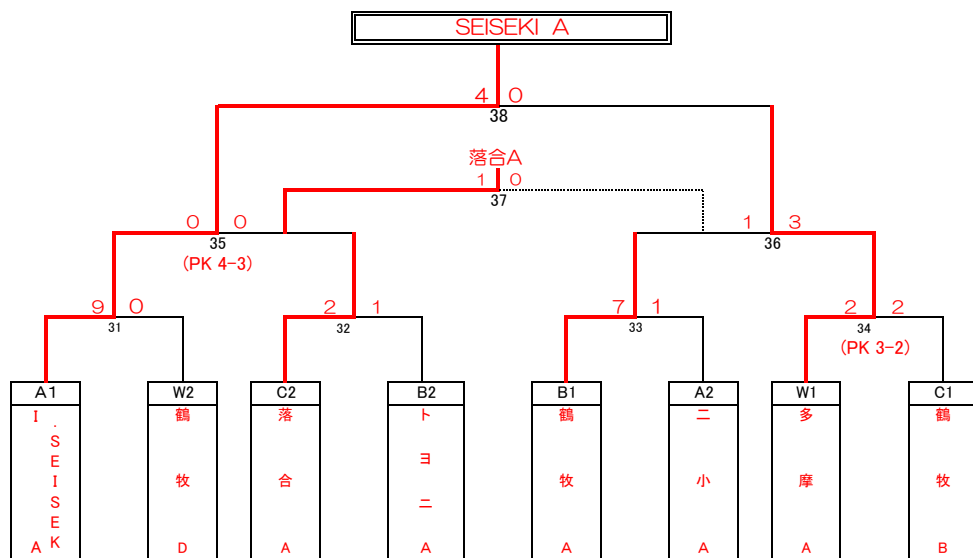 SEISEKI A
4 0
38
落合A
1 0
37
0 0
35
(PK 4-3)
1 3
36
9 0
31
2 1
32
7 1
33
2 2
34
(PK 3-2)
A1
W2
C2
B2
B1
A2
W1
C1
I.SEISEK A
鶴牧D
落合A
トヨニA
鶴牧A
二小A
多摩A
鶴牧B